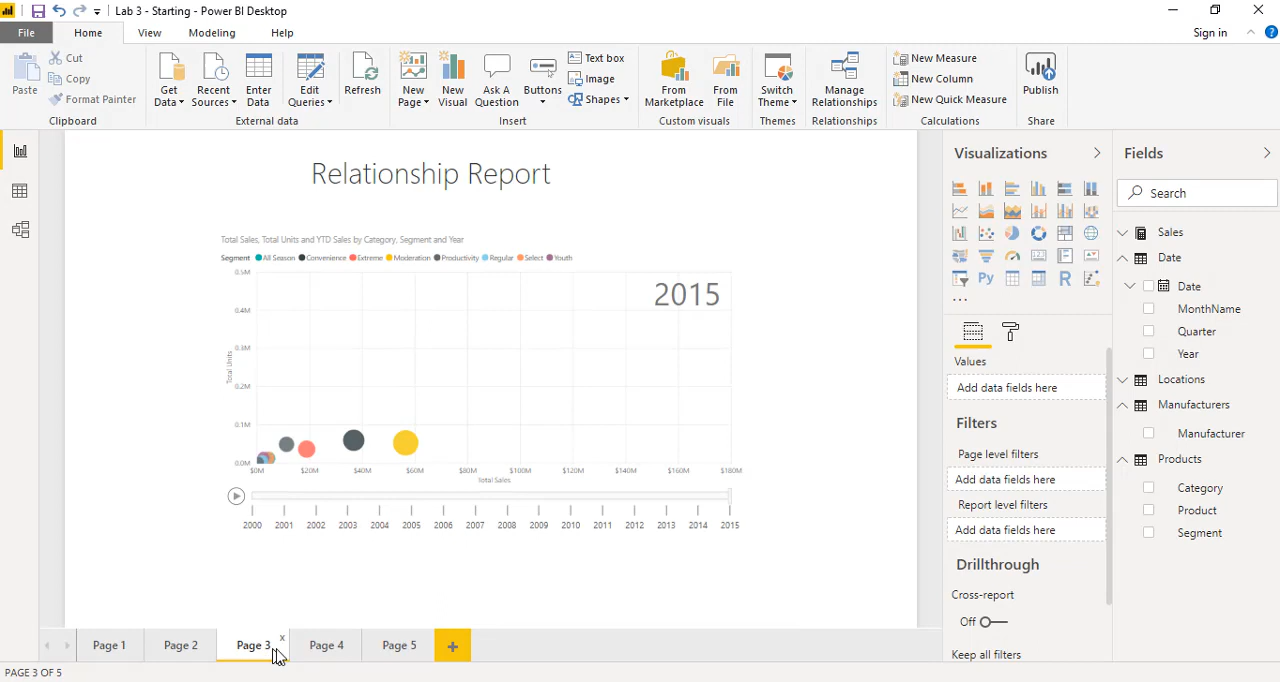 Lab 3 - Starting - Power BI Desktop
File Home View Modeling Help Sign in
Paste Cut Copy Format Painter
Get Data Recent Sources Enter Data Edit Queries Refresh
New Page New Visual Ask A Question Buttons Text box Image Shapes
From Marketplace From File Switch Theme Manage Relationships
New Measure New Column New Quick Measure Publish
Clipboard External data Insert Custom visuals Themes Relationships Calculations Share
Relationship Report
Total Sales, Total Units and YTD Sales by Category, Segment and Year
Segment All Season Convenience Extreme Moderation Productivity Regular Select Youth
2015
0.5M
0.4M
0.3M
0.2M
0.1M
0.0M
Total Units
$0M $20M $40M $60M $80M $100M $120M $140M $160M $180M
Total Sales
2000 2001 2002 2003 2004 2005 2006 2007 2008 2009 2010 2011 2012 2013 2014 2015
Visualizations
Py R
...
Values
Add data fields here
Filters
Page level filters
Add data fields here
Report level filters
Add data fields here
Drillthrough
Cross-report
Off
Keep all filters
Fields
Search
Sales
Date
Date
MonthName
Quarter
Year
Locations
Manufacturers
Manufacturer
Products
Category
Product
Segment
Page 1 Page 2 Page 3 x Page 4 Page 5 +
PAGE 3 OF 5